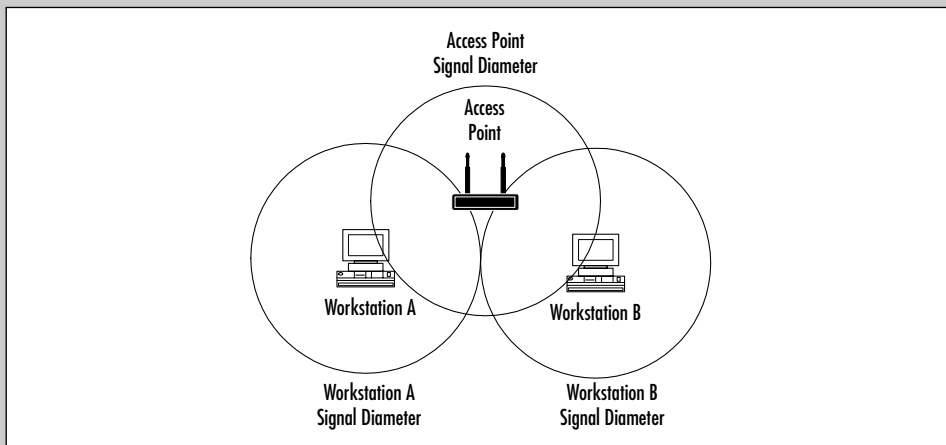 Access Point
Signal Diameter
Access
Point
Workstation A
Workstation B
Workstation A
Signal Diameter
Workstation B
Signal Diameter